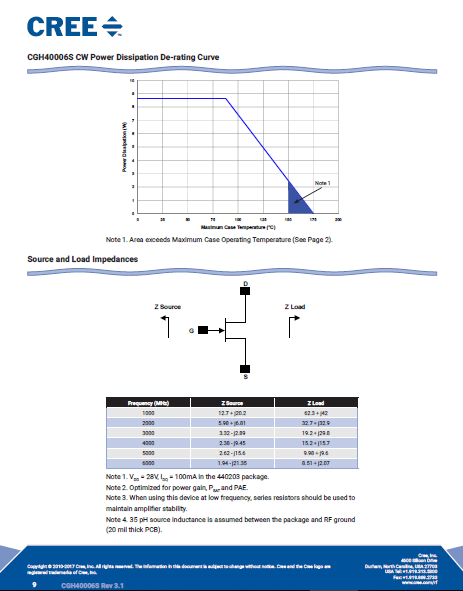 CREE
CGH40006S CW Power Dissipation De-rating Curve
10
9
8
7
6
5
4
3
2
1
0
Power Dissipation (W)
Note 1
0 25 50 75 100 125 150 175 200
Maximum Case Temperature (°C)
Note 1. Area exceeds Maximum Case Operating Temperature (See Page 2).
Source and Load Impedances
D
Z Source Z Load
G
S
Frequency (MHz) Z Source Z Load
1000 12.7 + j20.2 62.3 + j42
2000 5.98 + j6.81 32.7 + j32.9
3000 3.32 - j2.89 19.2 + j29.8
4000 2.38 - j9.45 15.2 + j15.7
5000 2.62 - j15.6 9.98 + j9.6
6000 1.94 - j21.35 8.51 + j2.07
Note 1. VDD = 28V, IDQ = 100mA in the 440203 package.
Note 2. Optimized for power gain, PSAT and PAE.
Note 3. When using this device at low frequency, series resistors should be used to
maintain amplifier stability.
Note 4. 35 pH source inductance is assumed between the package and RF ground
(20 mil thick PCB).
Copyright © 2010-2017 Cree, Inc. All rights reserved. The information in this document is subject to change without notice. Cree and the Cree logo are
registered trademarks of Cree, Inc.
Cree, Inc.
4600 Silicon Drive
Durham, North Carolina, USA 27703
USA Tel: +1.919.313.5300
Fax: +1.919.869.2733
www.cree.com/rf
9 CGH40006S Rev 3.1